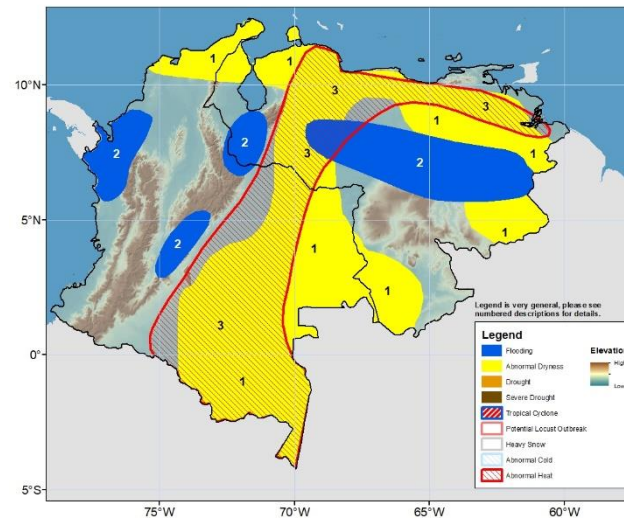 10°N
5°N
0°
5°S
75°W
70°W
65°W
60°W
1
1
3
3
1
2
2
3
2
1
2
1
1
1
3
1
Legend is very general, please see
numbered descriptions for details.
Legend
Flooding
Abnormal Dryness
Drought
Severe Drought
Tropical Cyclone
Potential Locust Outbreak
Heavy Snow
Abnormal Cold
Abnormal Heat
Elevation
High
Low